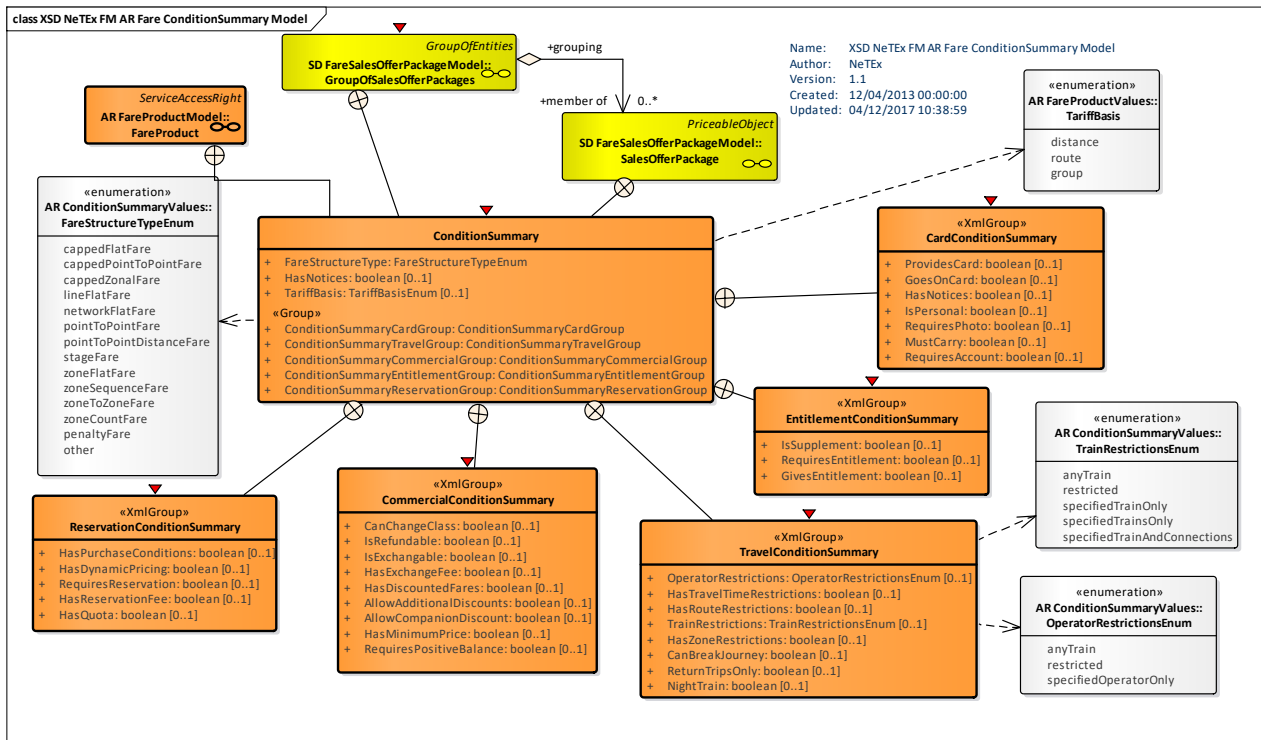 class XSD NeTEx FM AR Fare ConditionSummary Model
GroupOfEntities
SD FareSalesOfferPackageModel::
GroupOfSalesOfferPackages
+grouping
+member of
0..*
Name: XSD NeTEx FM AR Fare ConditionSummary Model
Author: NeTEx
Version: 1.1
Created: 12/04/2013 00:00:00
Updated: 04/12/2017 10:38:59
«enumeration»
AR FareProductValues::
TariffBasis
distance
route
group
ServiceAccessRight
AR FareProductModel::
FareProduct
PriceableObject
SD FareSalesOfferPackageModel::
SalesOfferPackage
«enumeration»
AR ConditionSummaryValues::
FareStructureTypeEnum
cappedFlatFare
cappedPointToPointFare
cappedZonalFare
lineFlatFare
networkFlatFare
pointToPointFare
pointToPointDistanceFare
stageFare
zoneFlatFare
zoneSequenceFare
zoneToZoneFare
zoneCountFare
penaltyFare
other
ConditionSummary
+ FareStructureType: FareStructureTypeEnum
+ HasNotices: boolean [0..1]
+ TariffBasis: TariffBasisEnum [0..1]
«Group»
+ ConditionSummaryCardGroup: ConditionSummaryCardGroup
+ ConditionSummaryTravelGroup: ConditionSummaryTravelGroup
+ ConditionSummaryCommercialGroup: ConditionSummaryCommercialGroup
+ ConditionSummaryEntitlementGroup: ConditionSummaryEntitlementGroup
+ ConditionSummaryReservationGroup: ConditionSummaryReservationGroup
«XmlGroup»
CardConditionSummary
+ ProvidesCard: boolean [0..1]
+ GoesOnCard: boolean [0..1]
+ HasNotices: boolean [0..1]
+ IsPersonal: boolean [0..1]
+ RequiresPhoto: boolean [0..1]
+ MustCarry: boolean [0..1]
+ RequiresAccount: boolean [0..1]
«XmlGroup»
EntitlementConditionSummary
+ IsSupplement: boolean [0..1]
+ RequiresEntitlement: boolean [0..1]
+ GivesEntitlement: boolean [0..1]
«enumeration»
AR ConditionSummaryValues::
TrainRestrictionsEnum
anyTrain
restricted
specifiedTrainOnly
specifiedTrainsOnly
specifiedTrainAndConnections
«XmlGroup»
ReservationConditionSummary
+ HasPurchaseConditions: boolean [0..1]
+ HasDynamicPricing: boolean [0..1]
+ RequiresReservation: boolean [0..1]
+ HasReservationFee: boolean [0..1]
+ HasQuota: boolean [0..1]
«XmlGroup»
CommercialConditionSummary
+ CanChangeClass: boolean [0..1]
+ IsRefundable: boolean [0..1]
+ IsExchangable: boolean [0..1]
+ HasExchangeFee: boolean [0..1]
+ HasDiscountedFares: boolean [0..1]
+ AllowAdditionalDiscounts: boolean [0..1]
+ AllowCompanionDiscount: boolean [0..1]
+ HasMinimumPrice: boolean [0..1]
+ RequiresPositiveBalance: boolean [0..1]
«XmlGroup»
TravelConditionSummary
+ OperatorRestrictions: OperatorRestrictionsEnum [0..1]
+ HasTravelTimeRestrictions: boolean [0..1]
+ HasRouteRestrictions: boolean [0..1]
+ TrainRestrictions: TrainRestrictionsEnum [0..1]
+ HasZoneRestrictions: boolean [0..1]
+ CanBreakJourney: boolean [0..1]
+ ReturnTripsOnly: boolean [0..1]
+ NightTrain: boolean [0..1]
«enumeration»
AR ConditionSummaryValues::
OperatorRestrictionsEnum
anyTrain
restricted
specifiedOperatorOnly